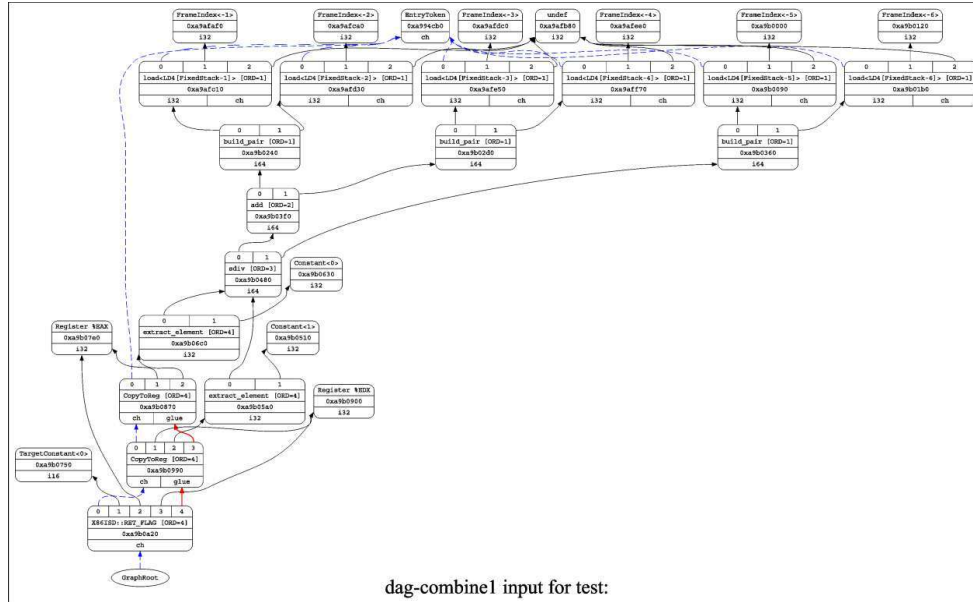 FrameIndex<-1> FrameIndex<-2> EntryToken FrameIndex<-3> undef FrameIndex<-4> FrameIndex<-5> FrameIndex<-6>
0xa9afaf0 0xa9afca0 0xa994cb0 0xa9afdc0 0xa9afb80 0xa9afee0 0xa9b0000 0xa9b0120
i32 i32 ch i32 i32 i32 i32 i32
0 1 2 0 1 2 0 1 2 0 1 2 0 1 2 0 1 2
load<LD4[FixedStack-1]> [ORD=1] load<LD4[FixedStack-2]> [ORD=1] load<LD4[FixedStack-3]> [ORD=1] load<LD4[FixedStack-4]> [ORD=1] load<LD4[FixedStack-5]> [ORD=1] load<LD4[FixedStack-6]> [ORD=1]
0xa9afc10 0xa9afd30 0xa9afe50 0xa9aff70 0xa9b0090 0xa9b01b0
i32 ch i32 ch i32 ch i32 ch i32 ch i32 ch
0 1 0 1 0 1
build_pair [ORD=1] build_pair [ORD=1] build_pair [ORD=1]
0xa9b0240 0xa9b02d0 0xa9b0360
i64 i64 i64
0 1
add [ORD=2]
0xa9b03f0
i64
0 1
sdiv [ORD=3]
0xa9b0480
i64
Constant<0>
0xa9b0630
i32
0 1
extract_element [ORD=4]
0xa9b06c0
i32
Register %EAX
0xa9b07e0
i32
Constant<1>
0xa9b0510
i32
0 1 2
CopyToReg [ORD=4]
0xa9b0870
ch glue
0 1
extract_element [ORD=4]
0xa9b05a0
i32
Register %EDX
0xa9b0900
i32
0 1 2 3
CopyToReg [ORD=4]
0xa9b0990
ch glue
TargetConstant<0>
0xa9b0750
i16
0 1 2 3 4
X86ISD::RET_FLAG [ORD=4]
0xa9b0a20
ch
GraphRoot
dag-combine1 input for test: